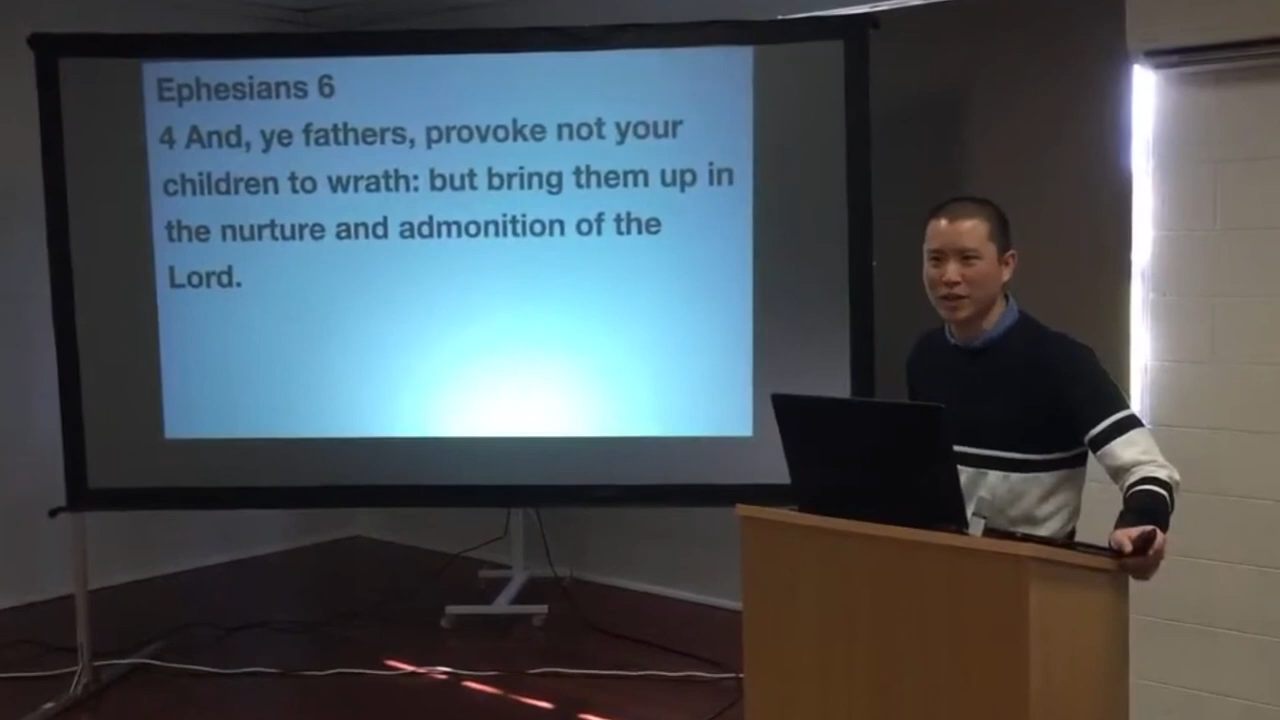 Ephesians 6
4 And, ye fathers, provoke not your
children to wrath: but bring them up in
the nurture and admonition of the
Lord.